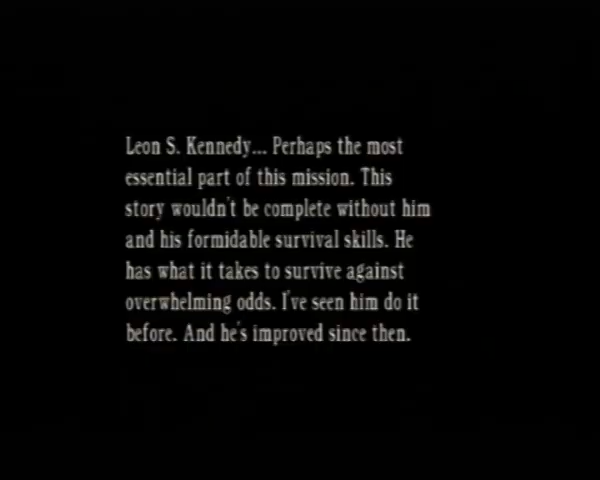 Leon S. Kennedy... Perhaps the most
essential part of this mission. This
story wouldn't be complete without him
and his formidable survival skills. He
has what it takes to survive against
overwhelming odds. I've seen him do it
before. And he's improved since then.